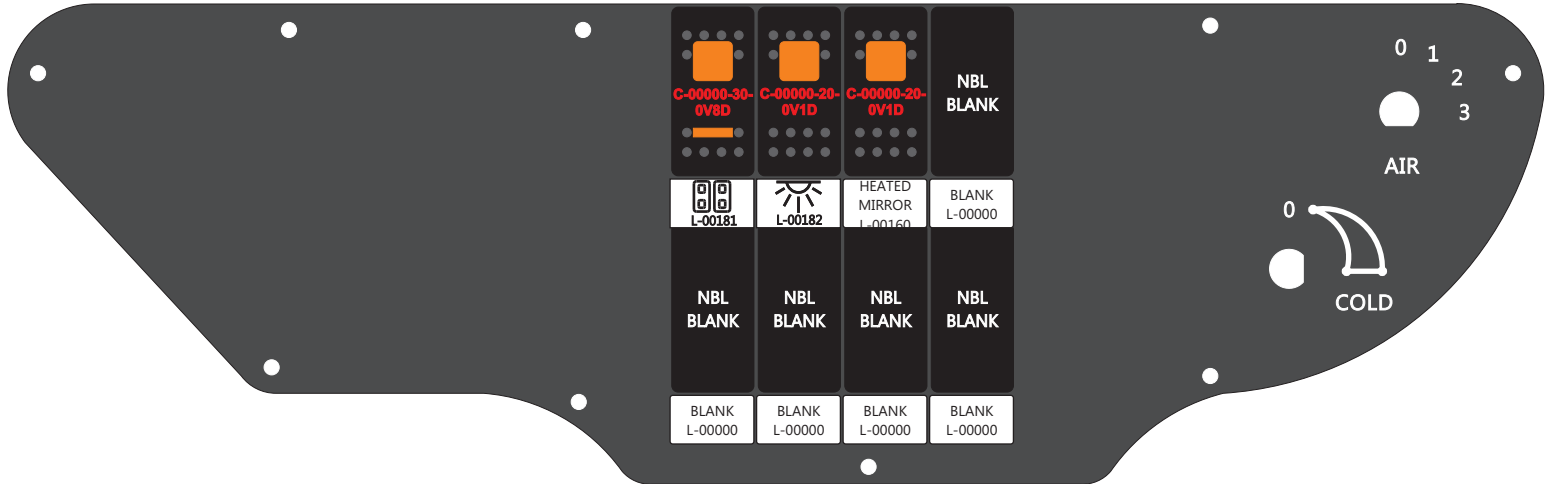 C-00000-30-
0V8D
C-00000-20-
0V1D
C-00000-20-
0V1D
NBL
BLANK
L-00181
L-00182
HEATED
MIRROR
L-00160
BLANK
L-00000
NBL
BLANK
NBL
BLANK
NBL
BLANK
NBL
BLANK
BLANK
L-00000
BLANK
L-00000
BLANK
L-00000
BLANK
L-00000
0
1
2
3
AIR
0
COLD